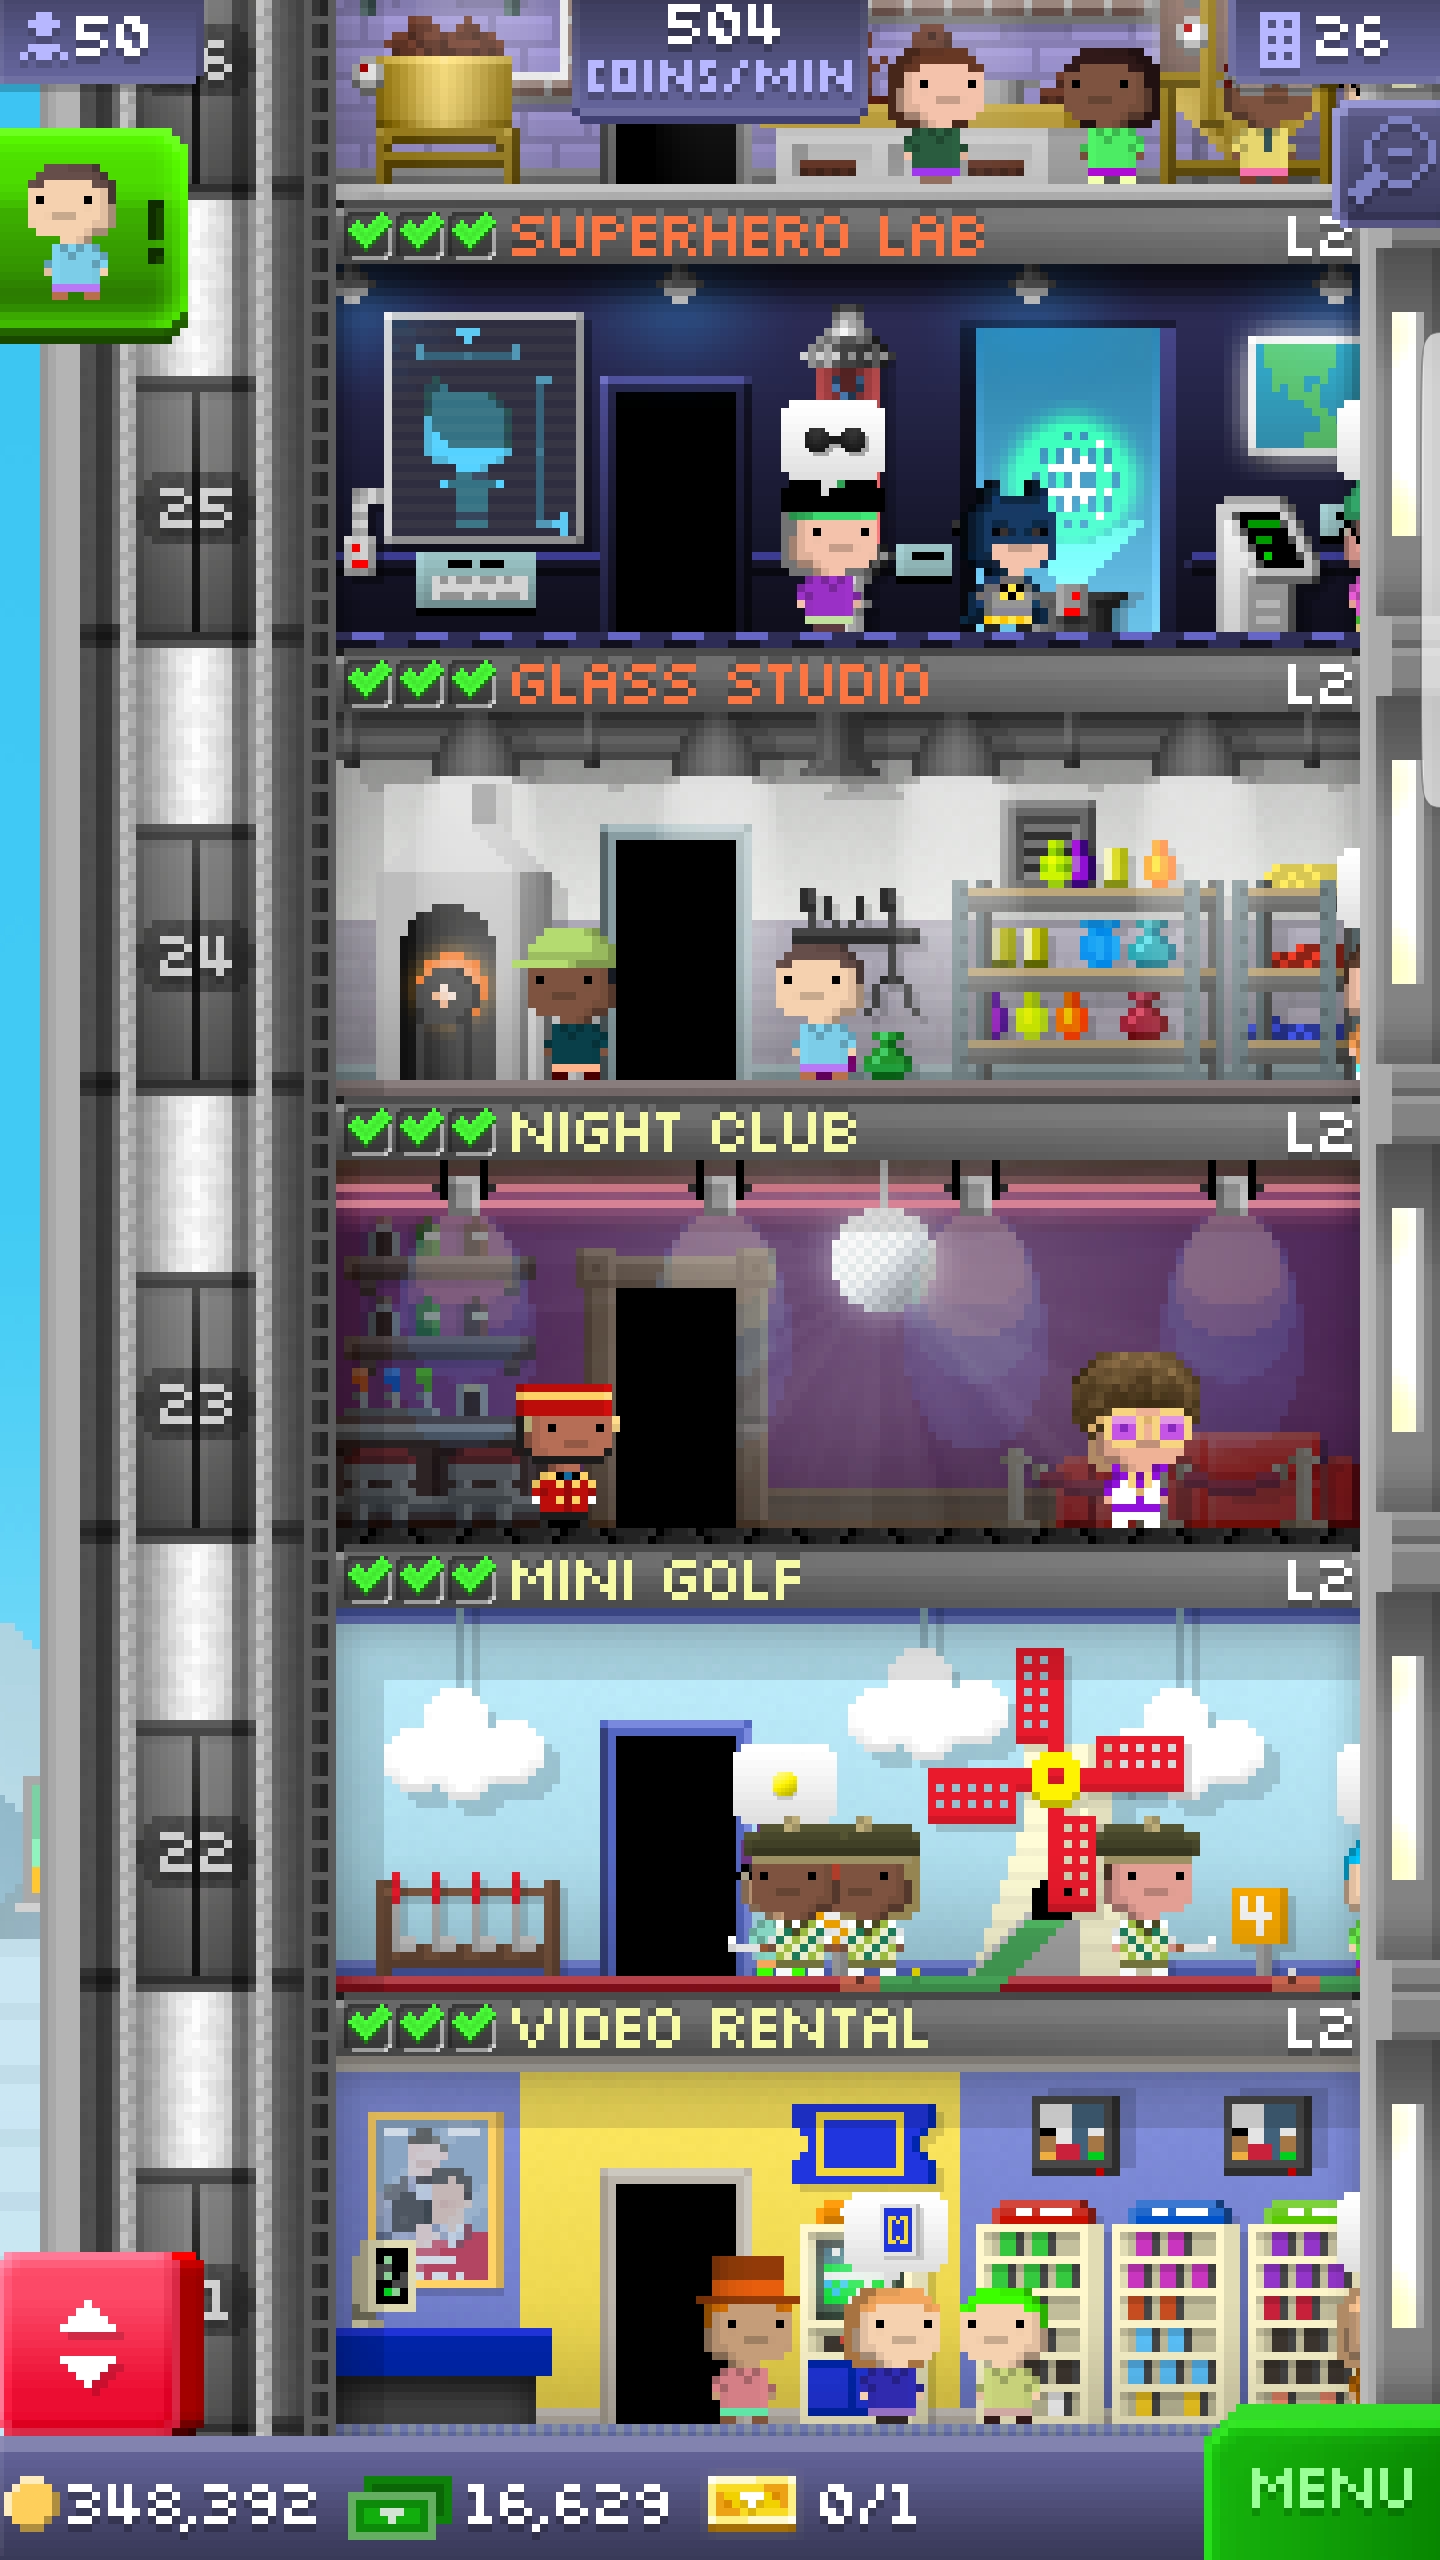 50
504
COINS/MIN
26
SUPERHERO LAB
L2
25
GLASS STUDIO
L2
24
NIGHT CLUB
L2
23
MINI GOLF
L2
22
4
VIDEO RENTAL
L2
348,392
16,629
0/1
MENU